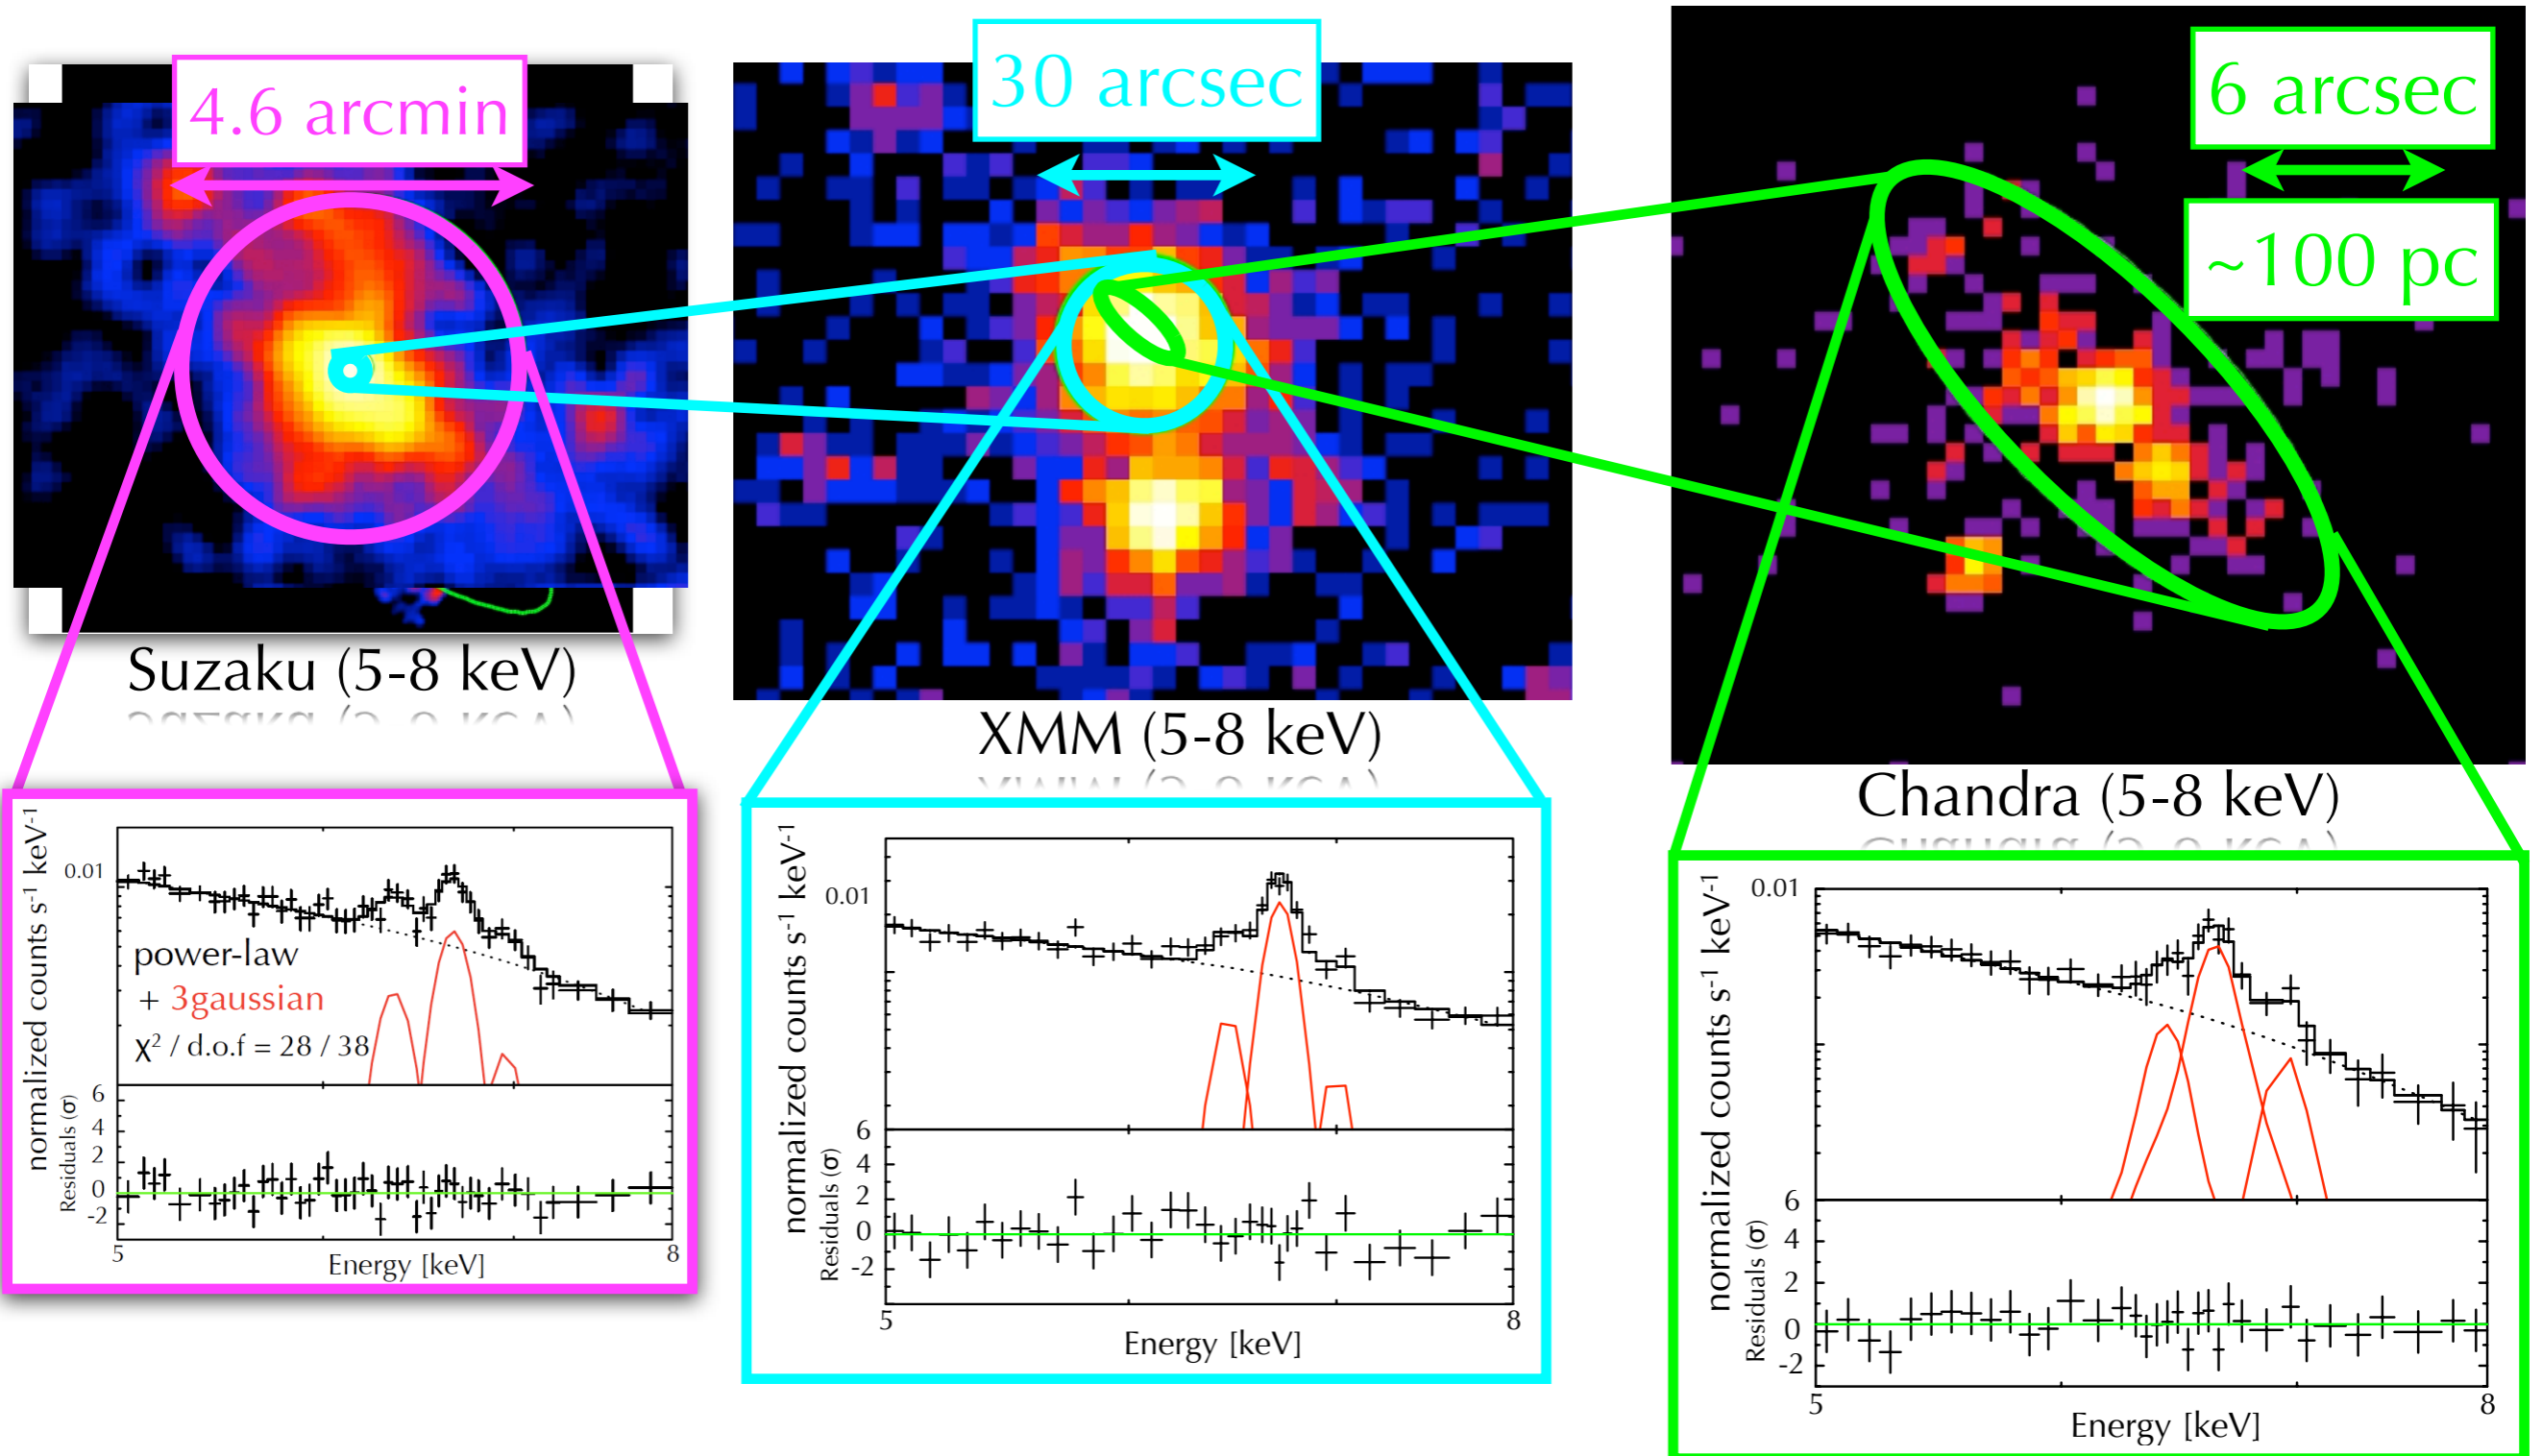 4.6 arcmin
30 arcsec
6 arcsec
~100 pc
Suzaku (5-8 keV)
XMM (5-8 keV)
Chandra (5-8 keV)
normalized counts s⁻¹ keV⁻¹
0.01
power-law
+ 3gaussian
χ² / d.o.f = 28 / 38
Residuals (σ)
6
4
2
0
-2
5
8
Energy [keV]
normalized counts s⁻¹ keV⁻¹
0.01
Residuals (σ)
6
4
2
0
-2
5
8
Energy [keV]
normalized counts s⁻¹ keV⁻¹
0.01
Residuals (σ)
6
4
2
0
-2
5
8
Energy [keV]